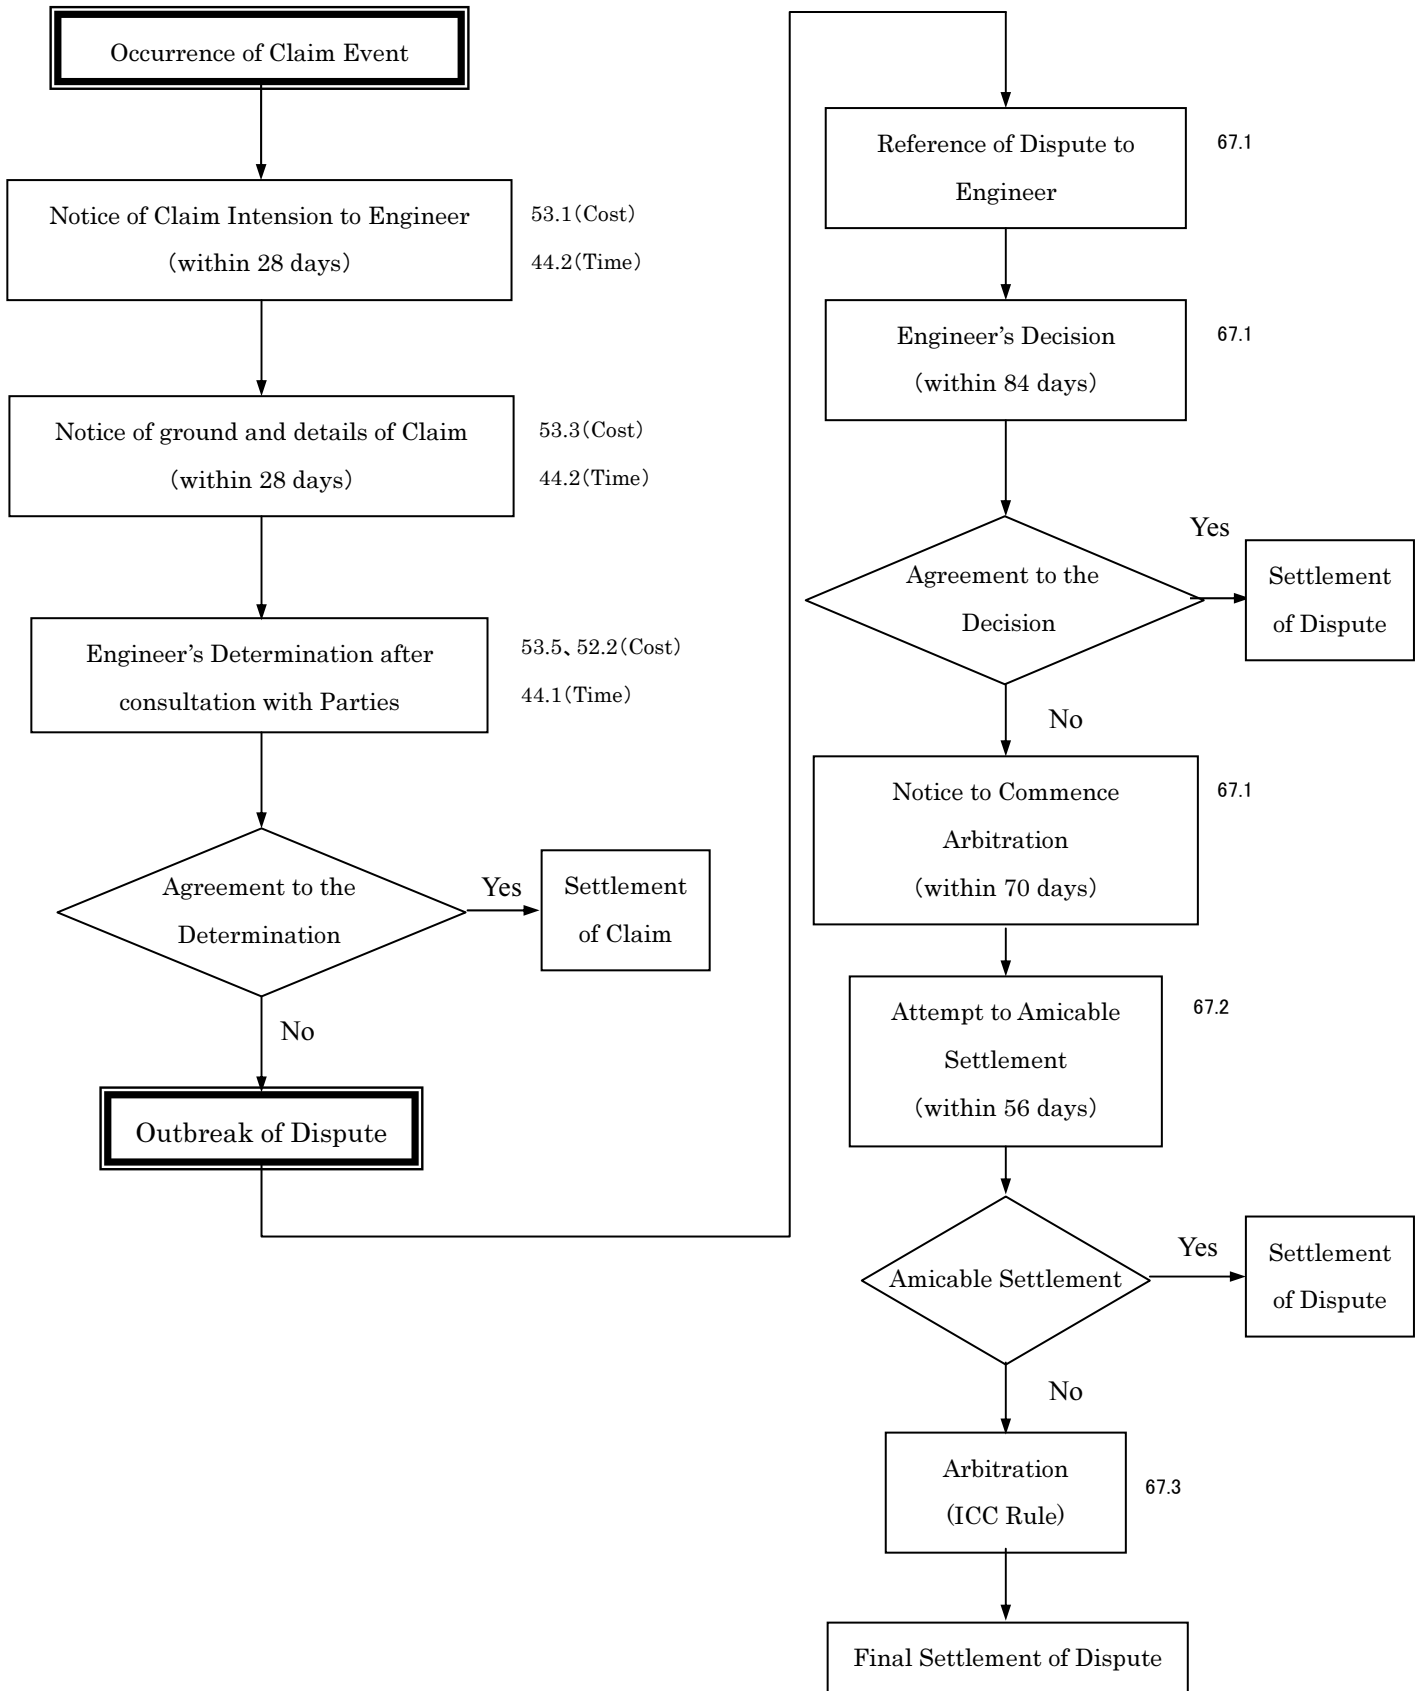 Occurrence of Claim Event
Notice of Claim Intension to Engineer
(within 28 days)
53.1(Cost)
44.2(Time)
Notice of ground and details of Claim
(within 28 days)
53.3(Cost)
44.2(Time)
Engineer’s Determination after
consultation with Parties
53.5、52.2(Cost)
44.1(Time)
Agreement to the
Determination
Yes
Settlement
of Claim
No
Outbreak of Dispute
Reference of Dispute to
Engineer
67.1
Engineer’s Decision
(within 84 days)
67.1
Agreement to the
Decision
Yes
Settlement
of Dispute
No
Notice to Commence
Arbitration
(within 70 days)
67.1
Attempt to Amicable
Settlement
(within 56 days)
67.2
Amicable Settlement
Yes
Settlement
of Dispute
No
Arbitration
(ICC Rule)
67.3
Final Settlement of Dispute